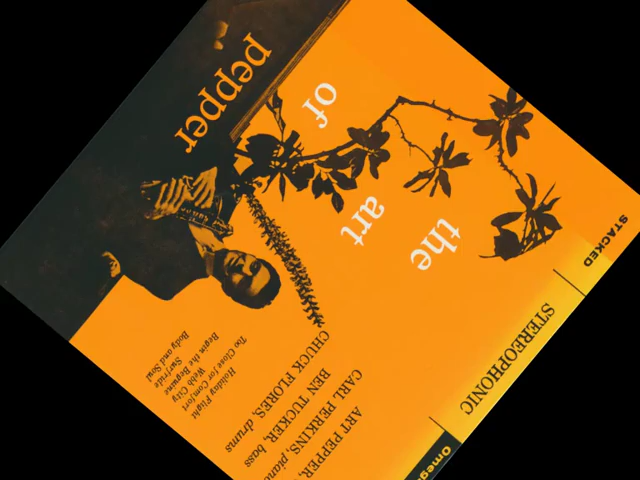 STACKED
STEREOPHONIC
Omega
the
art
of
pepper
ART PEPPER,
CARL PERKINS, piano
BEN TUCKER, bass
CHUCK FLORES, drums
Holiday Flight
Too Close for Comfort
Webb City
Begin the Beguine
Surf ride
Body and Soul